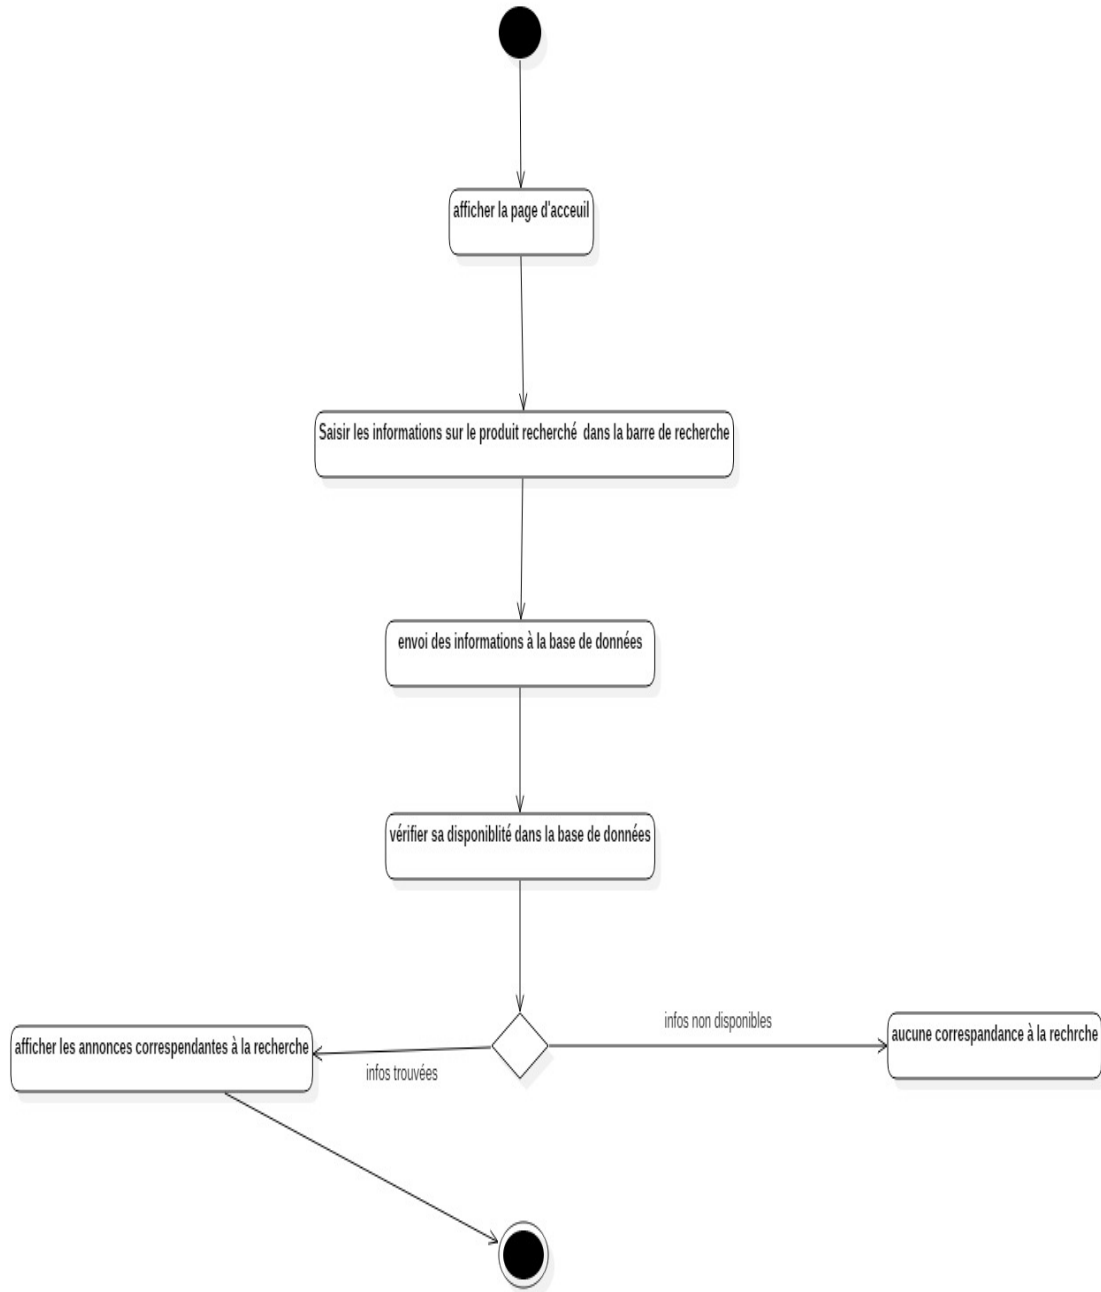 afficher la page d'acceuil
Saisir les informations sur le produit recherché dans la barre de recherche
envoi des informations à la base de données
vérifier sa disponiblité dans la base de données
infos non disponibles
aucune correspandance à la rechrche
afficher les annonces correspendantes à la recherche
infos trouvées